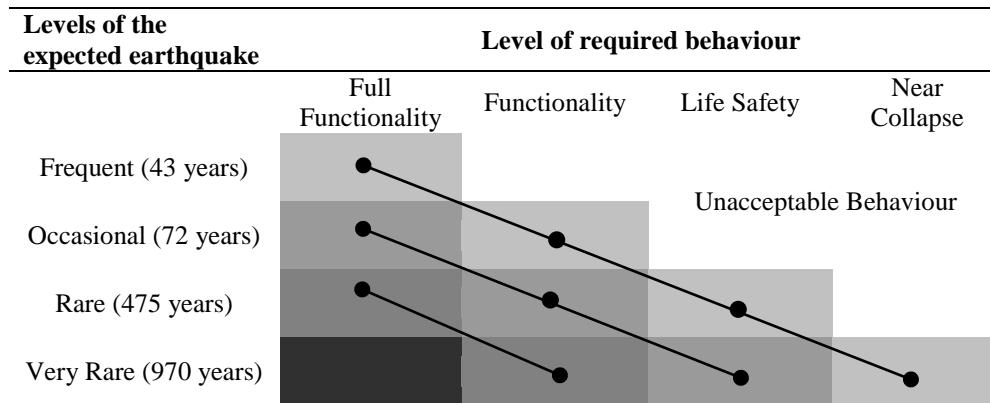 Levels of the
expected earthquake
Level of required behaviour
Full
Functionality
Functionality
Life Safety
Near
Collapse
Frequent (43 years)
Unacceptable Behaviour
Occasional (72 years)
Rare (475 years)
Very Rare (970 years)